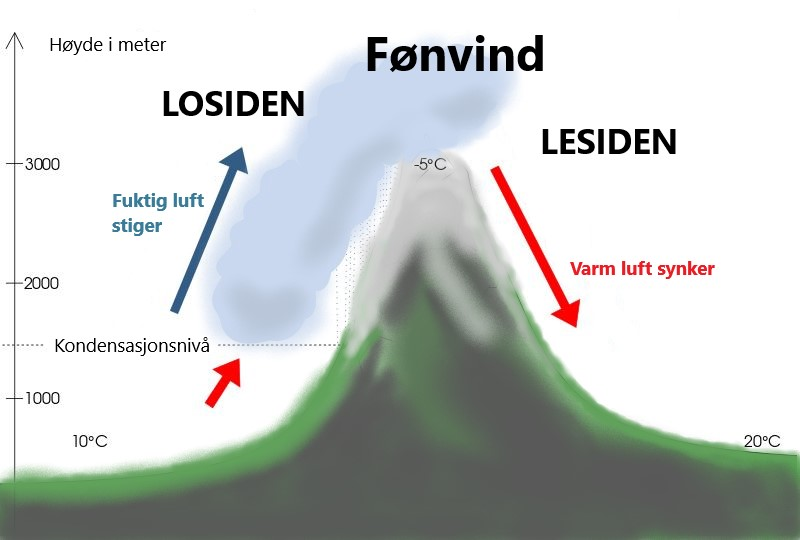 Høyde i meter
Fønvind
LOSIDEN
LESIDEN
3000
-5°C
Fuktig luft
stiger
Varm luft synker
2000
Kondensasjonsnivå
1000
10°C
20°C